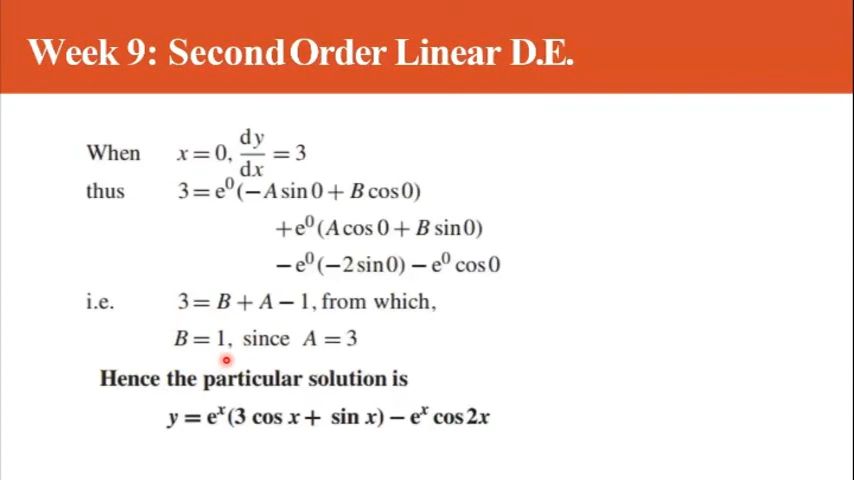 Week 9: Second Order Linear D.E.
When x = 0, dy/dx = 3
thus 3 = e⁰(−A sin 0 + B cos 0)
+e⁰(A cos 0 + B sin 0)
−e⁰(−2 sin 0) − e⁰ cos 0
i.e. 3 = B + A − 1, from which,
B = 1, since A = 3
Hence the particular solution is
y = eˣ(3 cos x + sin x) − eˣ cos 2x